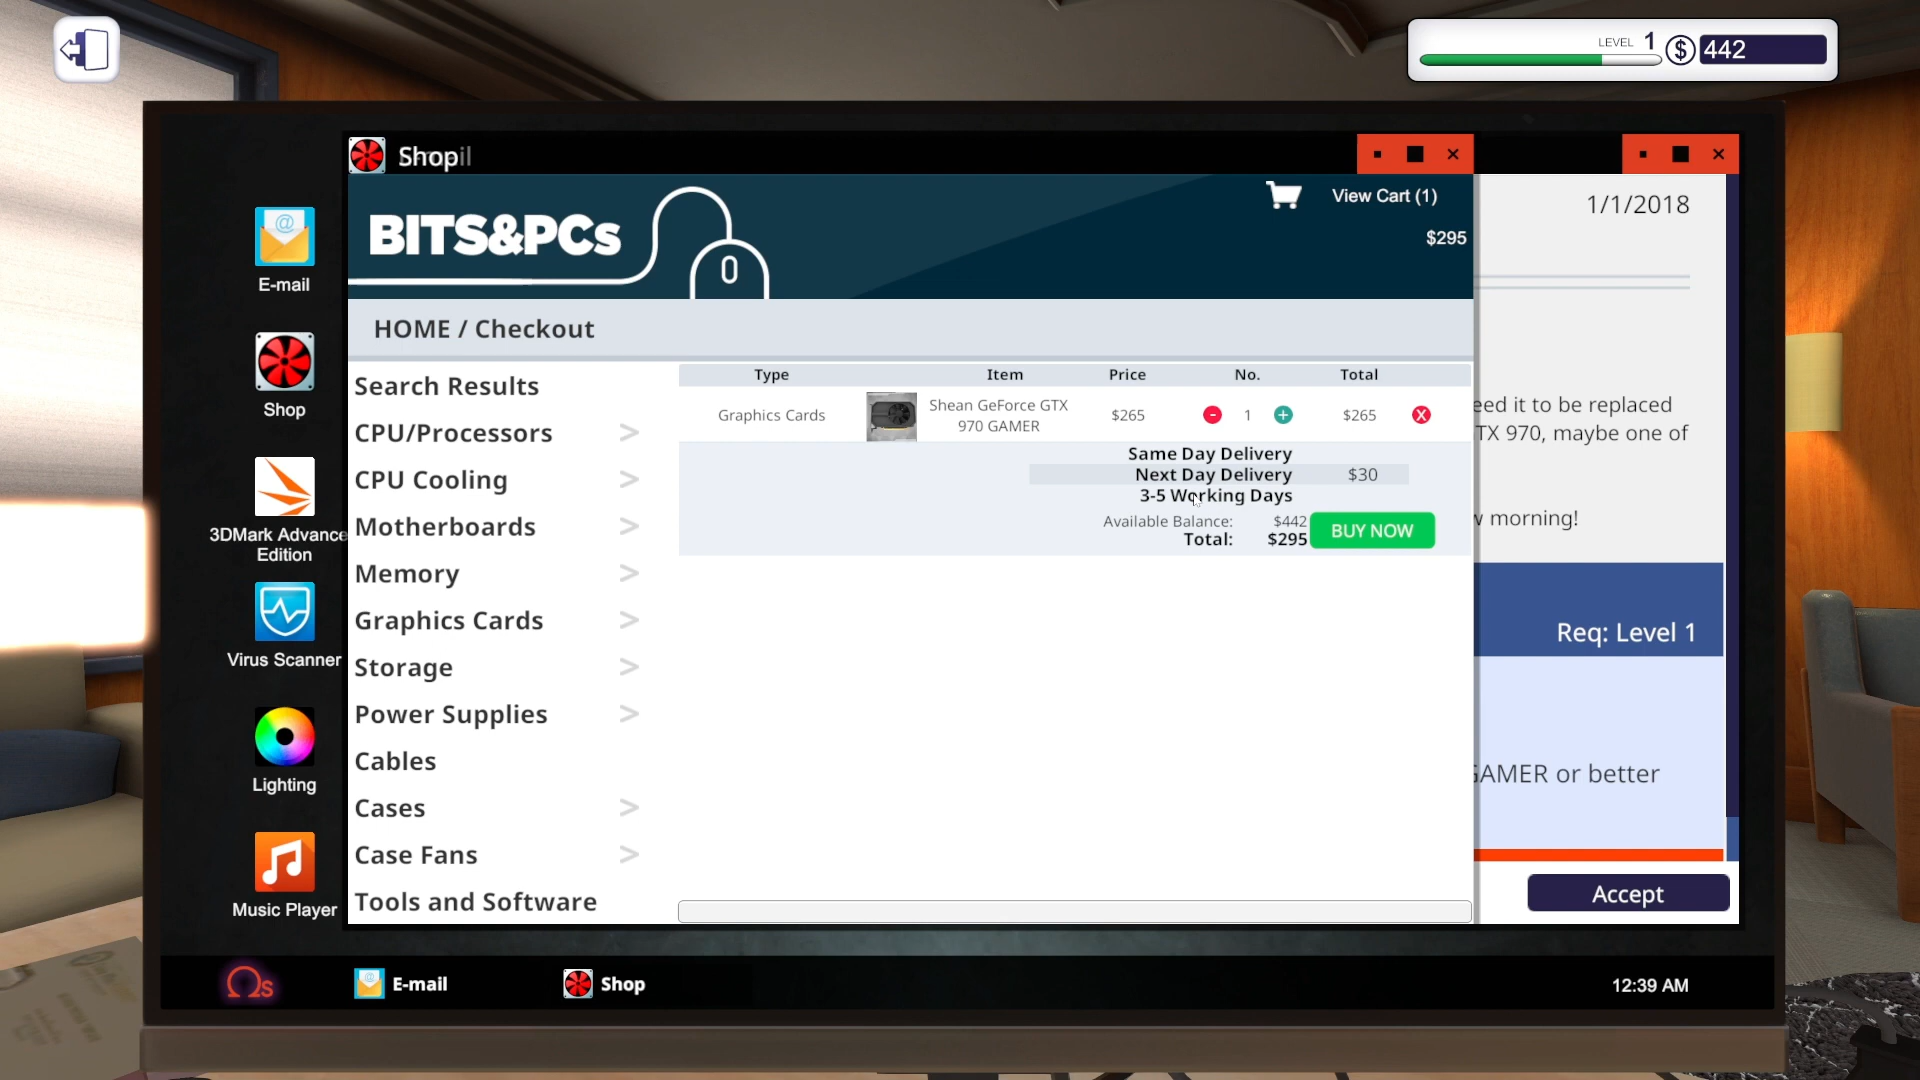 LEVEL 1
$ 442
Shop
View Cart (1)
$295
BITS&PCs
HOME / Checkout
1/1/2018
E-mail
Shop
3DMark Advance
Edition
Virus Scanner
Lighting
Music Player
Search Results
CPU/Processors >
CPU Cooling >
Motherboards >
Memory >
Graphics Cards >
Storage >
Power Supplies >
Cables
Cases >
Case Fans >
Tools and Software
Type Item Price No. Total
Graphics Cards Shean GeForce GTX 970 GAMER $265 - 1 + $265 X
Same Day Delivery
Next Day Delivery $30
3-5 Working Days
Available Balance: $442
Total: $295
BUY NOW
eed it to be replaced
TX 970, maybe one of
w morning!
Req: Level 1
GAMER or better
Accept
Ωs
E-mail
Shop
12:39 AM